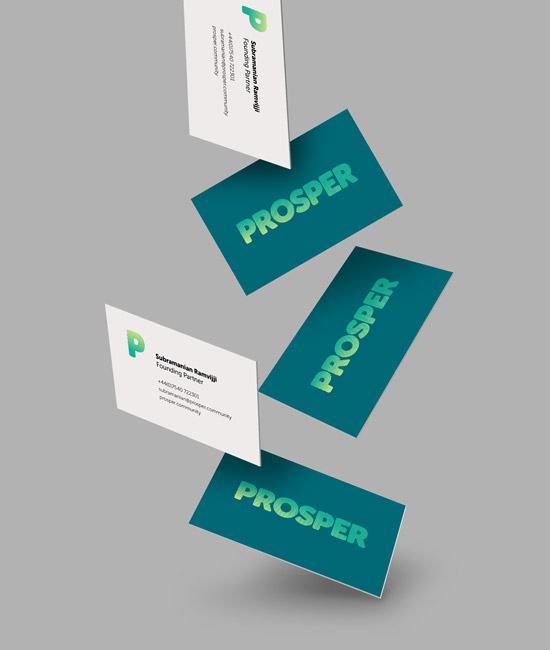 P
Subramanian Ramvijji
Founding Partner
+44(0)7540 722301
subramanian@prosper.community
prosper.community
PROSPER
PROSPER
P
Subramanian Ramvijji
Founding Partner
+44(0)7540 722301
subramanian@prosper.community
prosper.community
PROSPER